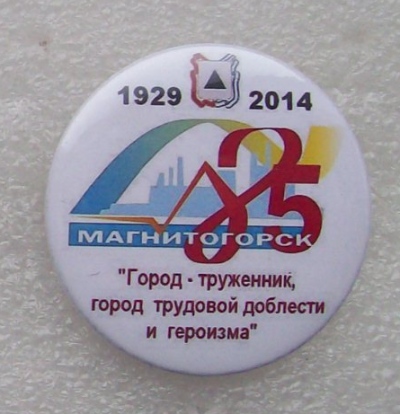 1929 2014
85
МАГНИТОГОРСК
"Город - труженник,
город трудовой доблести
и героизма"